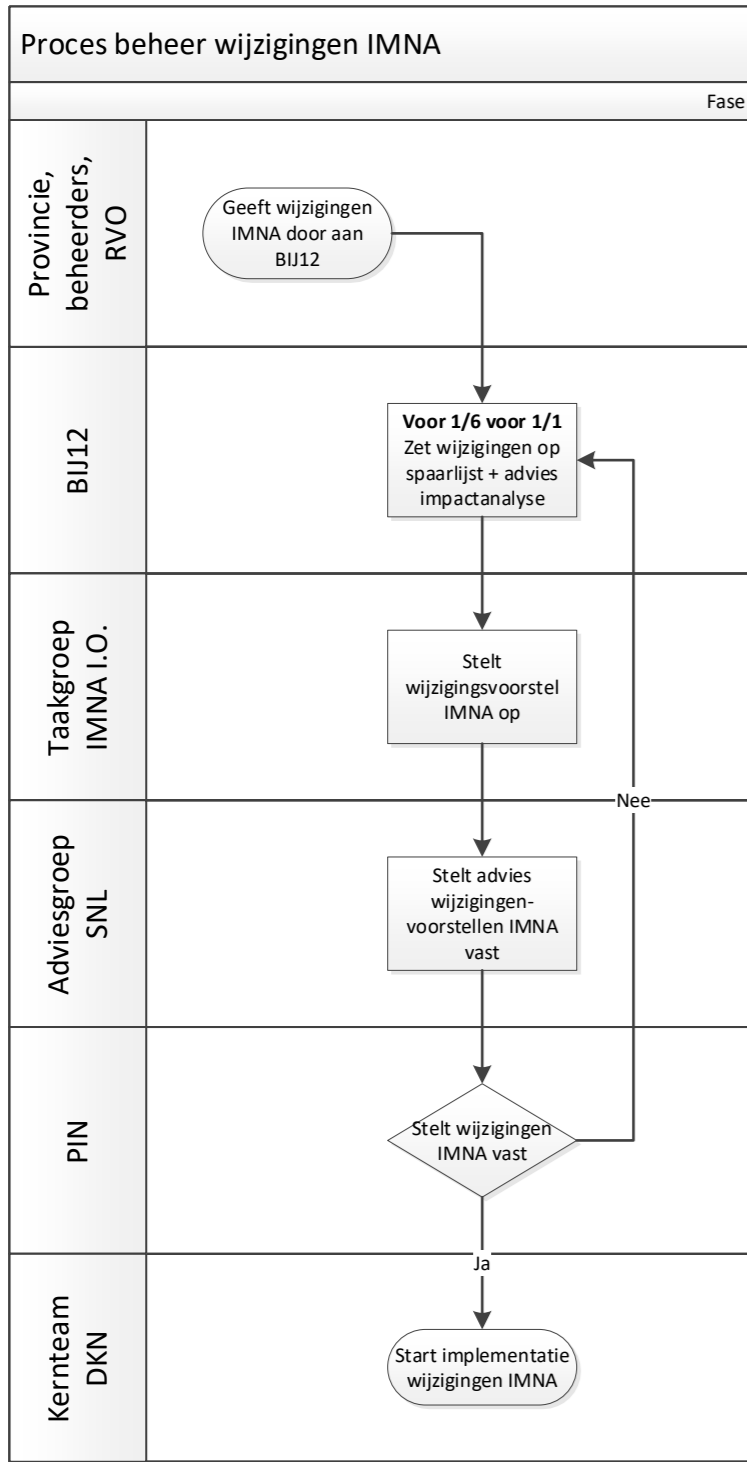 Proces beheer wijzigingen IMNA
Fase
Provincie,
beheerders,
RVO
Geeft wijzigingen
IMNA door aan
BIJ12
BIJ12
Voor 1/6 voor 1/1
Zet wijzigingen op
spaarlijst + advies
impactanalyse
Taakgroep
IMNA I.O.
Stelt
wijzigingsvoorstel
IMNA op
Nee
Adviesgroep
SNL
Stelt advies
wijzigingen-
voorstellen IMNA
vast
PIN
Stelt wijzigingen
IMNA vast
Ja
Kernteam
DKN
Start implementatie
wijzigingen IMNA